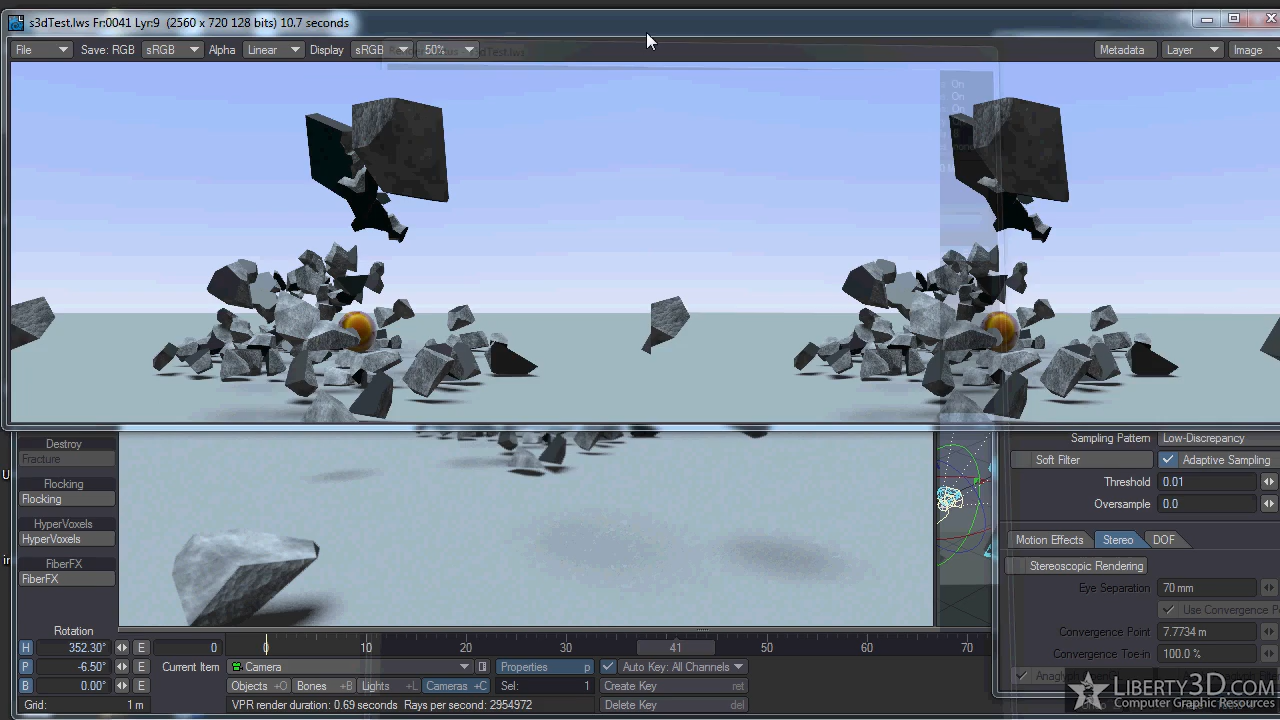 s3dTest.lws Fr:0041 Lyr:9 (2560 x 720 128 bits) 10.7 seconds
File Save: RGB sRGB Alpha Linear Display sRGB 50% Metadata Layer Image
On
On
Destroy
Fracture
Flocking
Flocking
HyperVoxels
HyperVoxels
FiberFX
FiberFX
Sampling Pattern Low-Discrepancy
Soft Filter Adaptive Sampling
Threshold 0.01
Oversample 0.0
Motion Effects Stereo DOF
Stereoscopic Rendering
Eye Separation 70 mm
Use Convergence
Convergence Point 7.7734 m
Convergence Toe-in 100.0 %
Rotation
H 352.30° E 0 0 10 20 30 41 50 60 70
P -6.50° E Current Item Camera Properties p Auto Key: All Channels
B 0.00° E Objects +O Bones +B Lights +L Cameras +C Sel: 1 Create Key ret
Grid: 1 m VPR render duration: 0.69 seconds Rays per second: 2954972 Delete Key del
LIBERTY3D.COM
Computer Graphic Resources